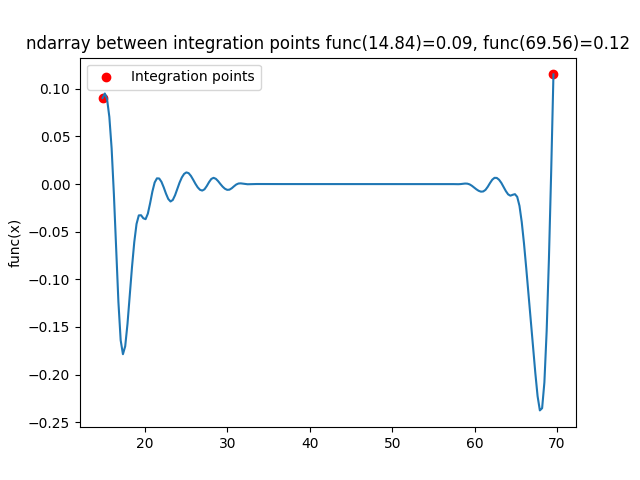 ndarray between integration points func(14.84)=0.09, func(69.56)=0.12
Integration points
func(x)
0.10
0.05
0.00
−0.05
−0.10
−0.15
−0.20
−0.25
20 30 40 50 60 70